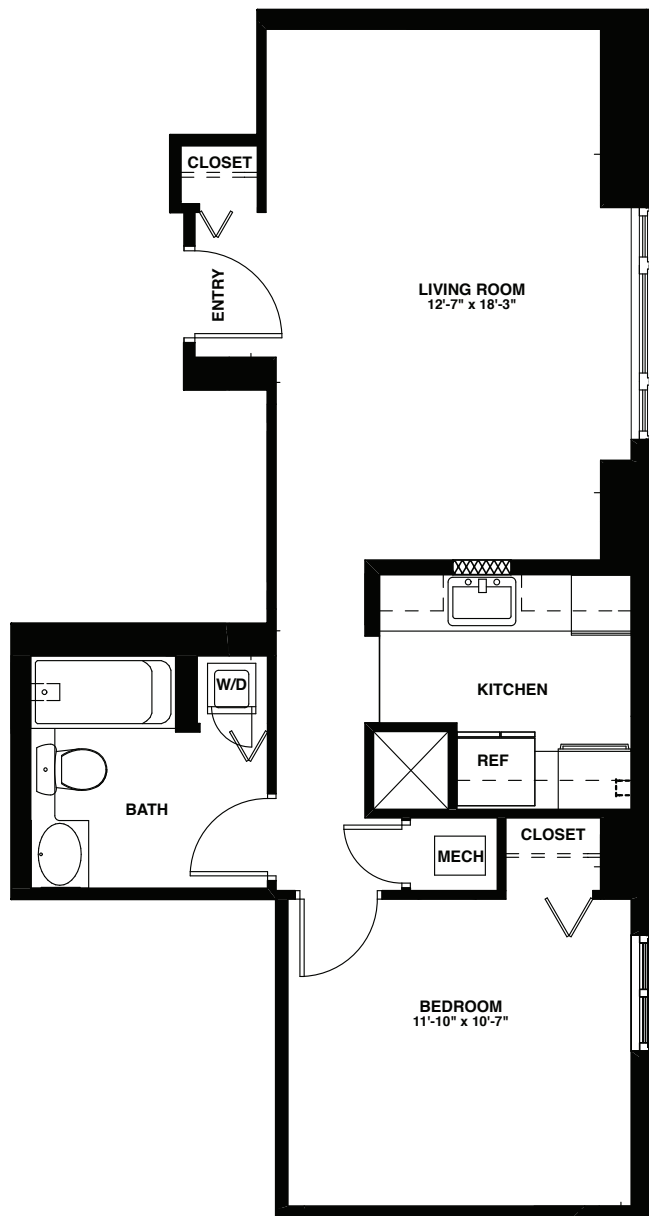 CLOSET
ENTRY
LIVING ROOM
12'-7" x 18'-3"
W/D
KITCHEN
REF
BATH
CLOSET
MECH
BEDROOM
11'-10" x 10'-7"